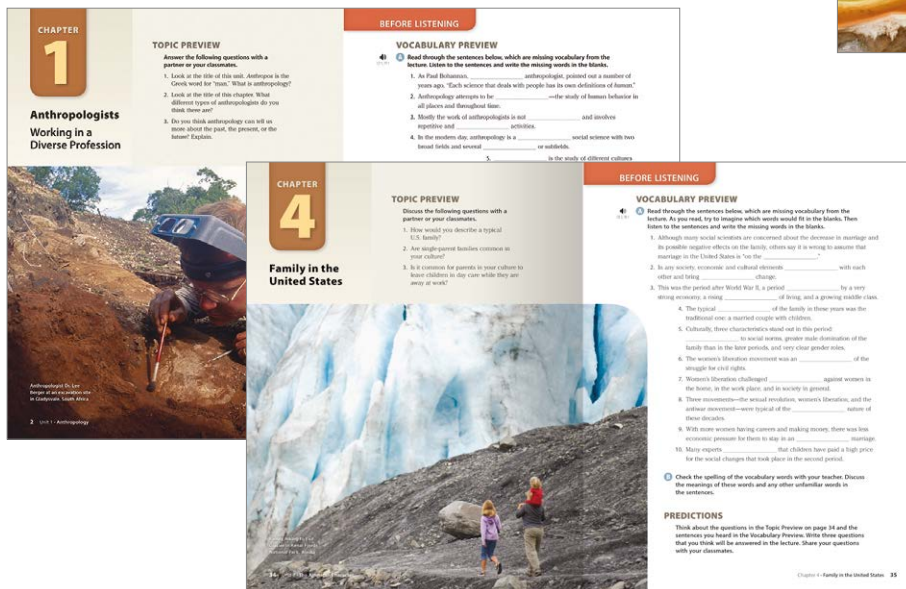 CHAPTER
1
Anthropologists
Working in a
Diverse Profession
TOPIC PREVIEW
Answer the following questions with a
partner or your classmates.
1. Look at the title of this unit. Anthropos is the
Greek word for "man." What is anthropology?
2. Look at the title of this chapter. What
different types of anthropologists do you
think there are?
3. Do you think anthropology can tell us
more about the past, the present, or the
future? Explain.
Anthropologist Dr. Lee
Berger at an excavation site
in Gladysvale, South Africa
2 Unit 1 • Anthropology
BEFORE LISTENING
VOCABULARY PREVIEW
A Read through the sentences below, which are missing vocabulary from the
lecture. Listen to the sentences and write the missing words in the blanks.
1. As Paul Bohannan, ____________ anthropologist, pointed out a number of
years ago, "Each science that deals with people has its own definitions of human."
2. Anthropology attempts to be ____________—the study of human behavior in
all places and throughout time.
3. Mostly the work of anthropologists is not ____________ and involves
repetitive and ____________ activities.
4. In the modern day, anthropology is a ____________ social science with two
broad fields and several ____________ or subfields.
5. ____________ is the study of different cultures
CHAPTER
4
Family in the
United States
TOPIC PREVIEW
Discuss the following questions with a
partner or your classmates.
1. How would you describe a typical
U.S. family?
2. Are single-parent families common in
your culture?
3. Is it common for parents in your culture to
leave children in day care while they are
away at work?
BEFORE LISTENING
VOCABULARY PREVIEW
A Read through the sentences below, which are missing vocabulary from the
lecture. As you read, try to imagine which words would fit in the blanks. Then
listen to the sentences and write the missing words in the blanks.
1. Although many social scientists are concerned about the decrease in marriage and
its possible negative effects on the family, others say it is wrong to assume that
marriage in the United States is "on the ____________."
2. In any society, economic and cultural elements ____________ with each
other and bring ____________ change.
3. This was the period after World War II, a period ____________ by a very
strong economy, a rising ____________ of living, and a growing middle class.
4. The typical ____________ of the family in these years was the
traditional one: a married couple with children.
5. Culturally, three characteristics stand out in this period:
____________ to social norms, greater male domination of the
family than in the later periods, and very clear gender roles.
6. The women's liberation movement was an ____________ of the
struggle for civil rights.
7. Women's liberation challenged ____________ against women in
the home, in the work place, and in society in general.
8. Three movements—the sexual revolution, women's liberation, and the
antiwar movement—were typical of the ____________ nature of
these decades.
9. With more women having careers and making money, there was less
economic pressure for them to stay in an ____________ marriage.
10. Many experts ____________ that children have paid a high price
for the social changes that took place in the second period.
B Check the spelling of the vocabulary words with your teacher. Discuss
the meanings of these words and any other unfamiliar words in
the sentences.
PREDICTIONS
Think about the questions in the Topic Preview on page 34 and the
sentences you heard in the Vocabulary Preview. Write three questions
that you think will be answered in the lecture. Share your questions
with your classmates.
Chapter 4 • Family in the United States 35